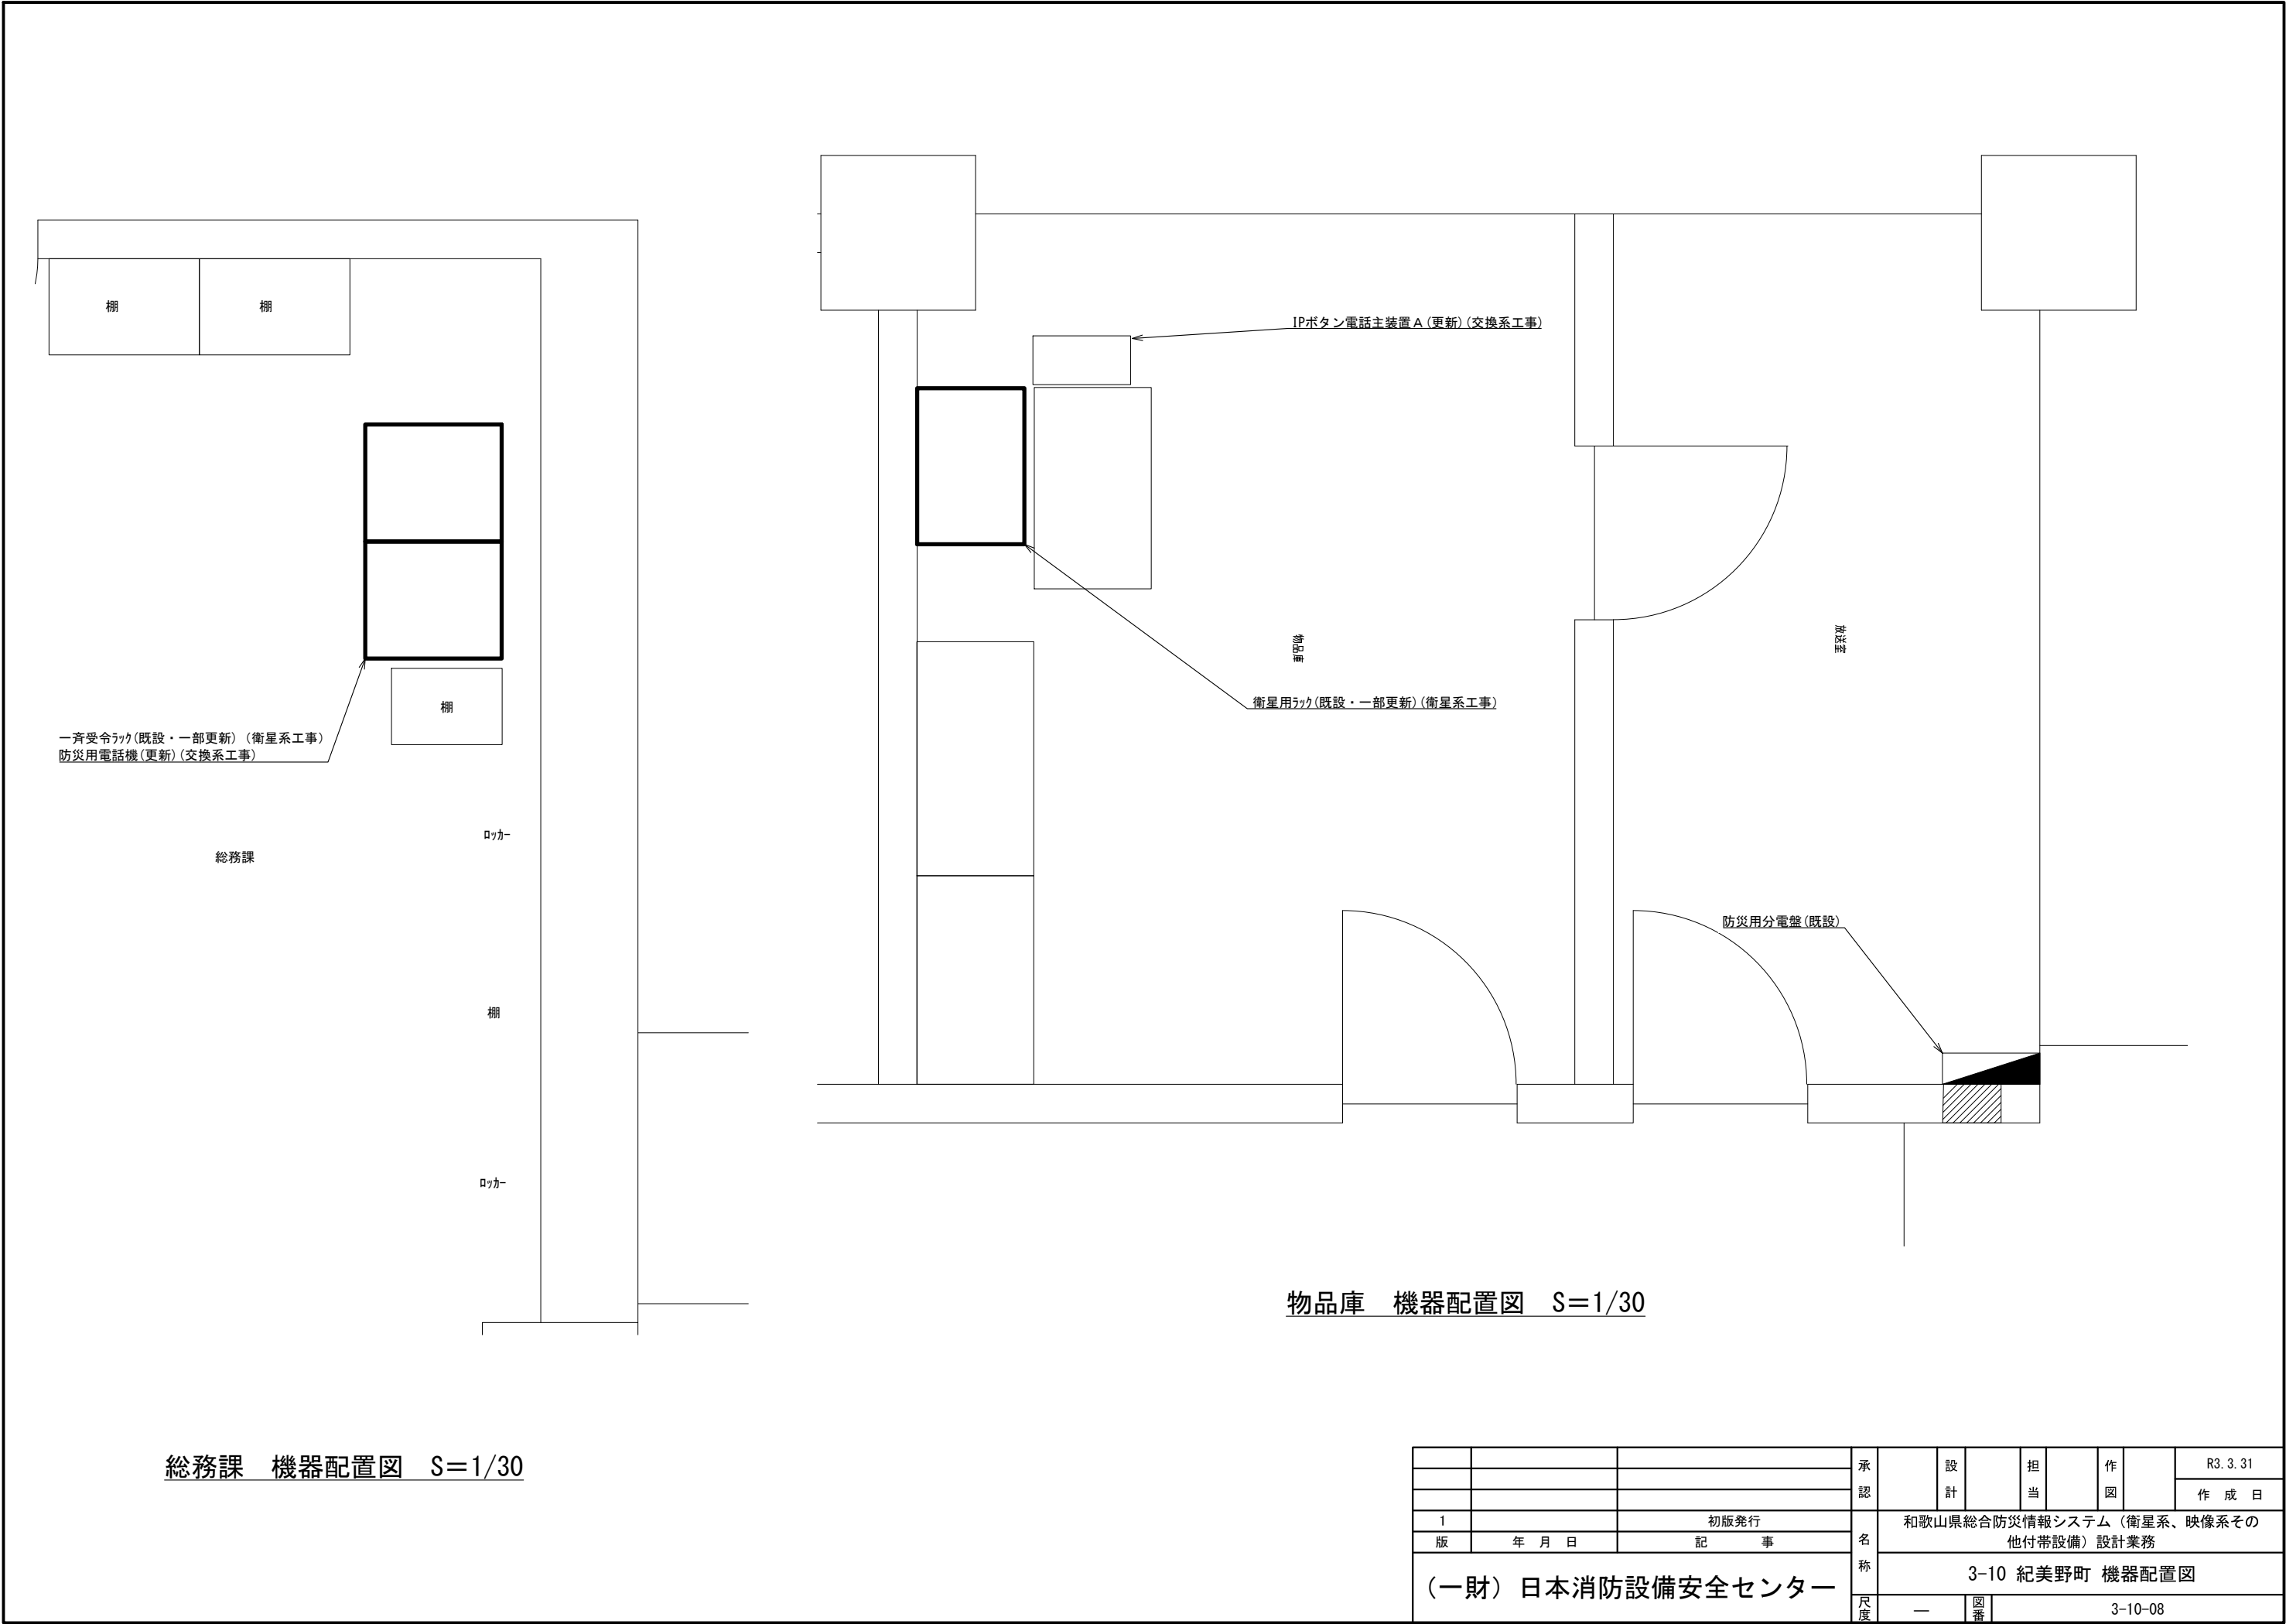 棚
棚
棚
一斉受令ﾗｯｸ(既設・一部更新)（衛星系工事）
防災用電話機(更新)(交換系工事)
ﾛｯｶｰ
総務課
棚
ﾛｯｶｰ
総務課　機器配置図　S＝1/30
IPボタン電話主装置Ａ(更新)(交換系工事)
物品庫
放送室
衛星用ﾗｯｸ(既設・一部更新)(衛星系工事)
防災用分電盤(既設)
物品庫　機器配置図　S＝1/30
承認
設計
担当
作図
R3.3.31
作　成　日
1
初版発行
版
年　月　日
記　　　　事
名称
和歌山県総合防災情報システム（衛星系、映像系その
他付帯設備）設計業務
3-10 紀美野町 機器配置図
（一財）日本消防設備安全センター
尺度
―
図番
3-10-08